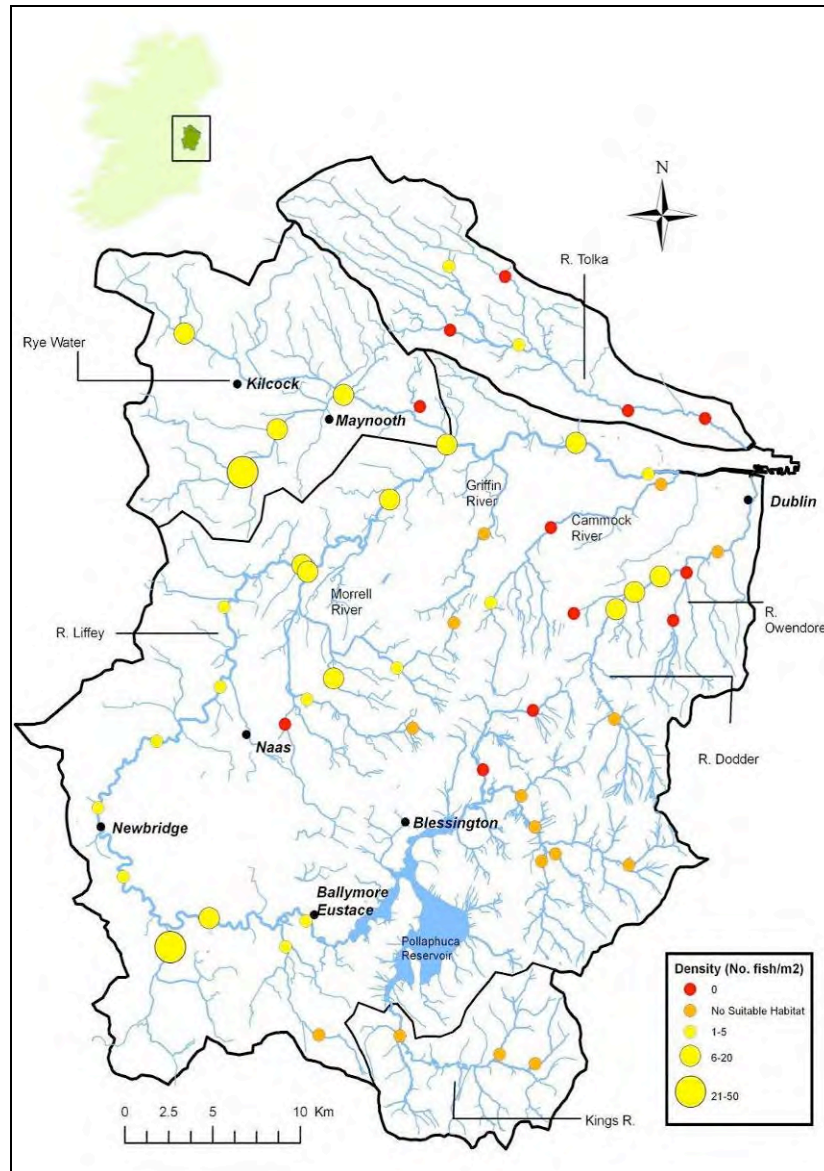 N
R. Tolka
Rye Water
Kilcock
Maynooth
Griffin
River
Cammock
River
Dublin
Morrell
River
R. Liffey
R.
Owendore
Naas
R. Dodder
Newbridge
Blessington
Ballymore
Eustace
Pollaphuca
Reservoir
Density (No. fish/m2)
0
No Suitable Habitat
1-5
6-20
21-50
0 2.5 5 10 Km
Kings R.